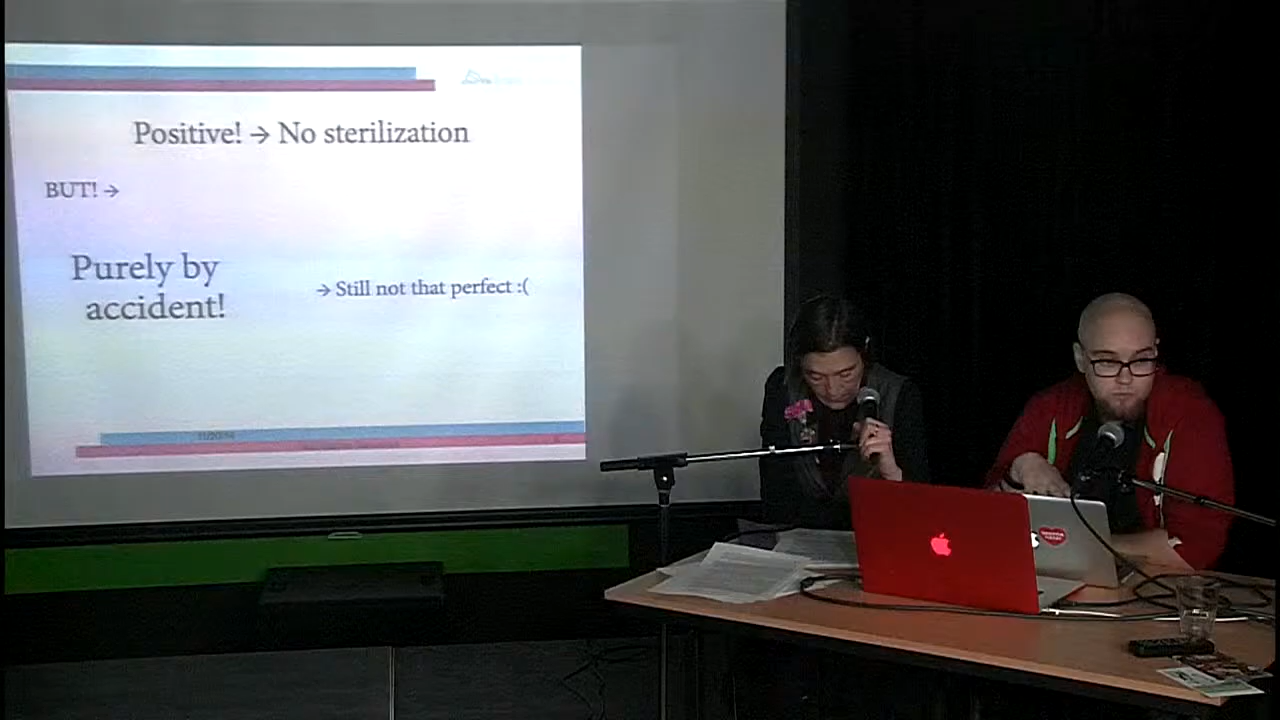 Positive! → No sterilization
BUT! →
Purely by
accident!
→ Still not that perfect :(